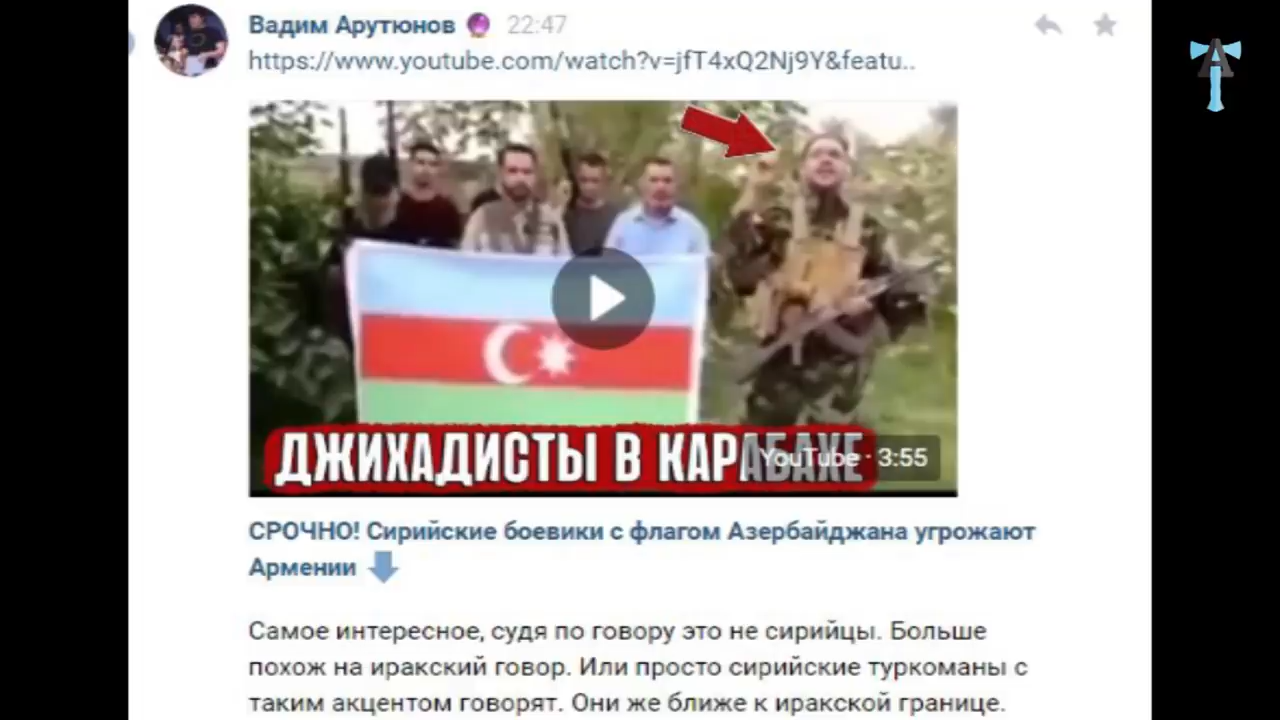 Вадим Арутюнов 22:47
https://www.youtube.com/watch?v=jfT4xQ2Nj9Y&featu..
ДЖИХАДИСТЫ В КАРАБАХЕ
YouTube · 3:55
СРОЧНО! Сирийские боевики с флагом Азербайджана угрожают
Армении
Самое интересное, судя по говору это не сирийцы. Больше
похож на иракский говор. Или просто сирийские туркоманы с
таким акцентом говорят. Они же ближе к иракской границе.